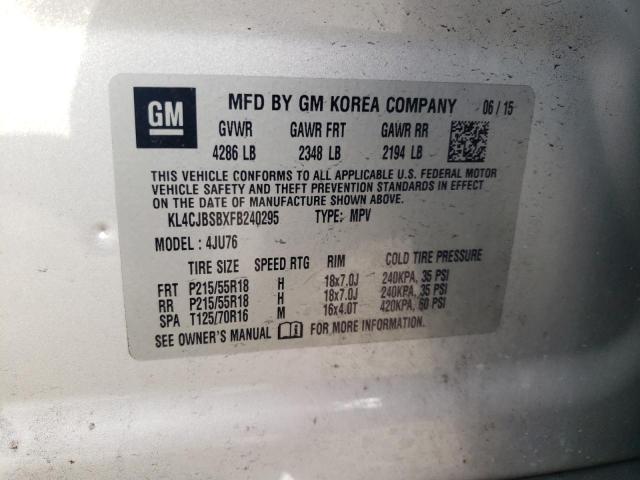 GM MFD BY GM KOREA COMPANY 06/15
GVWR GAWR FRT GAWR RR
4286 LB 2348 LB 2194 LB
THIS VEHICLE CONFORMS TO ALL APPLICABLE U.S. FEDERAL MOTOR
VEHICLE SAFETY AND THEFT PREVENTION STANDARDS IN EFFECT
ON THE DATE OF MANUFACTURE SHOWN ABOVE.
KL4CJBSBXFB240295 TYPE: MPV
MODEL: 4JU76
TIRE SIZE SPEED RTG RIM COLD TIRE PRESSURE
FRT P215/55R18 H 18x7.0J 240KPA, 35 PSI
RR P215/55R18 H 18x7.0J 240KPA, 35 PSI
SPA T125/70R16 M 16x4.0T 420KPA, 60 PSI
SEE OWNER'S MANUAL FOR MORE INFORMATION.